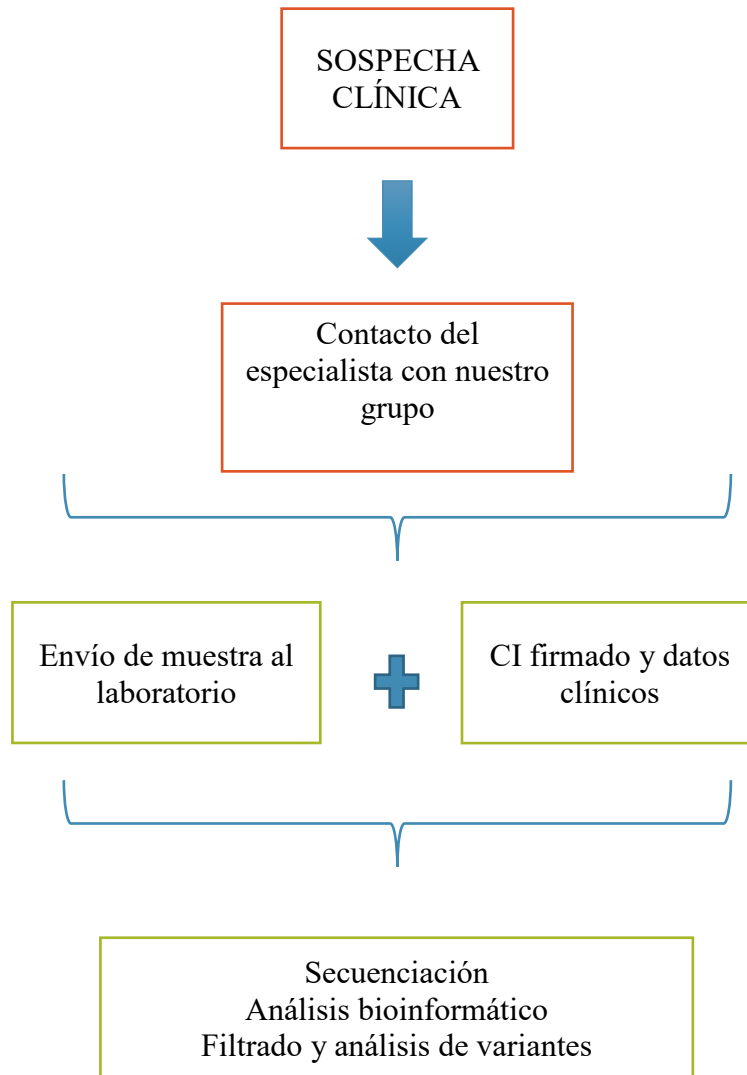 SOSPECHA
CLÍNICA
Contacto del
especialista con nuestro
grupo
Envío de muestra al
laboratorio
CI firmado y datos
clínicos
Secuenciación
Análisis bioinformático
Filtrado y análisis de variantes